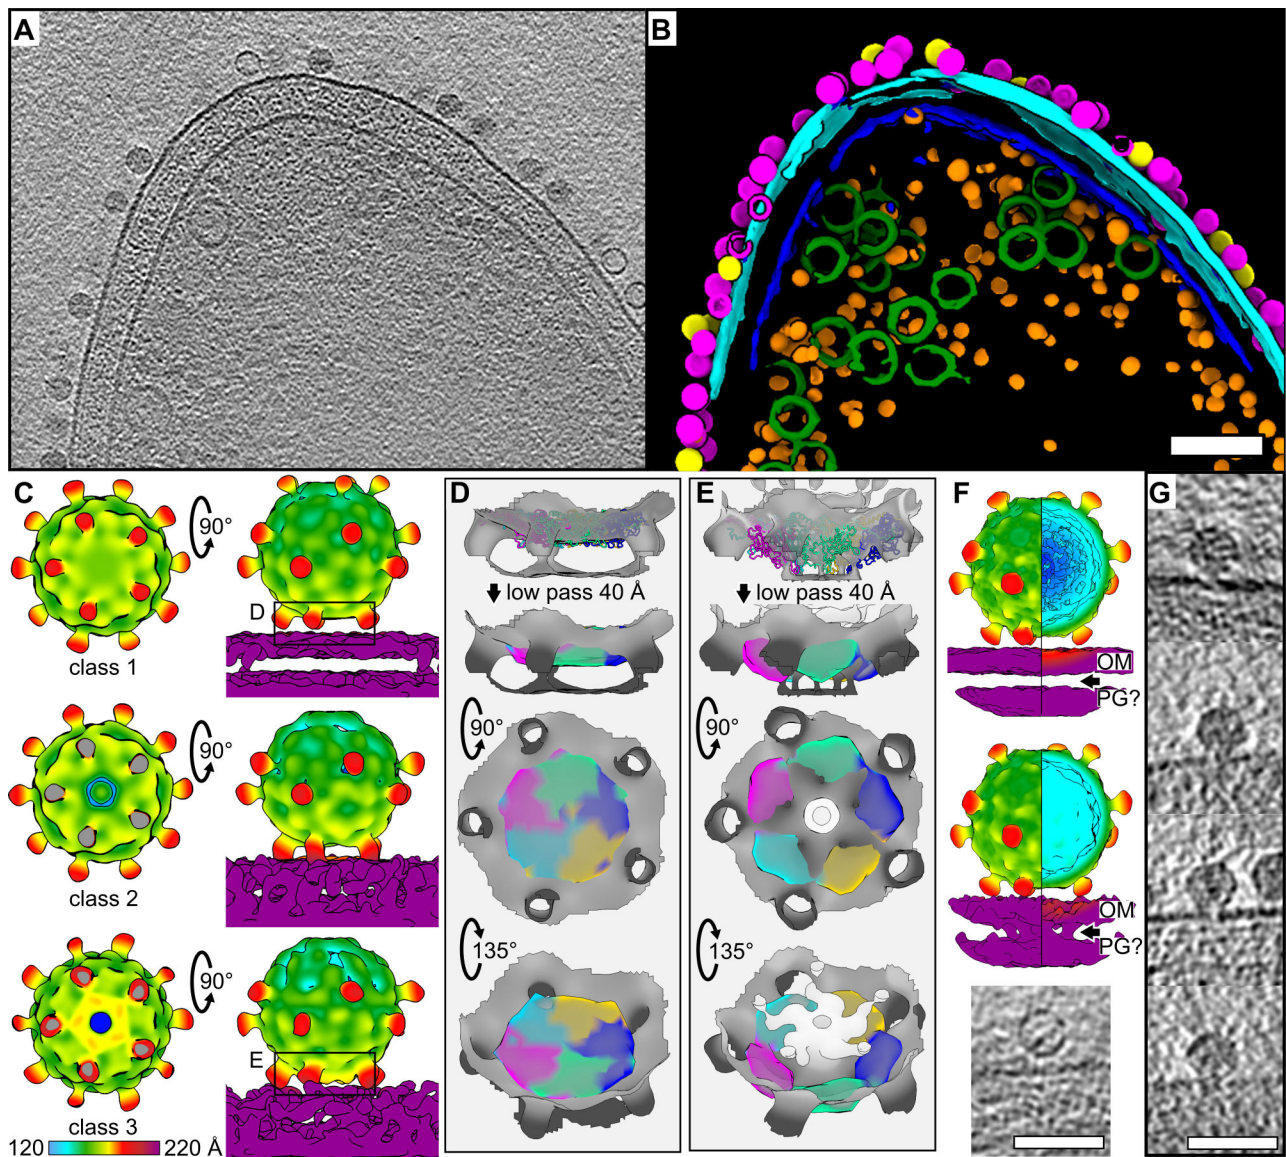 A
B
C
90°
D
class 1
90°
class 2
90°
E
class 3
120
220 Å
D
low pass 40 Å
90°
135°
E
low pass 40 Å
90°
135°
F
OM
PG?
OM
PG?
G